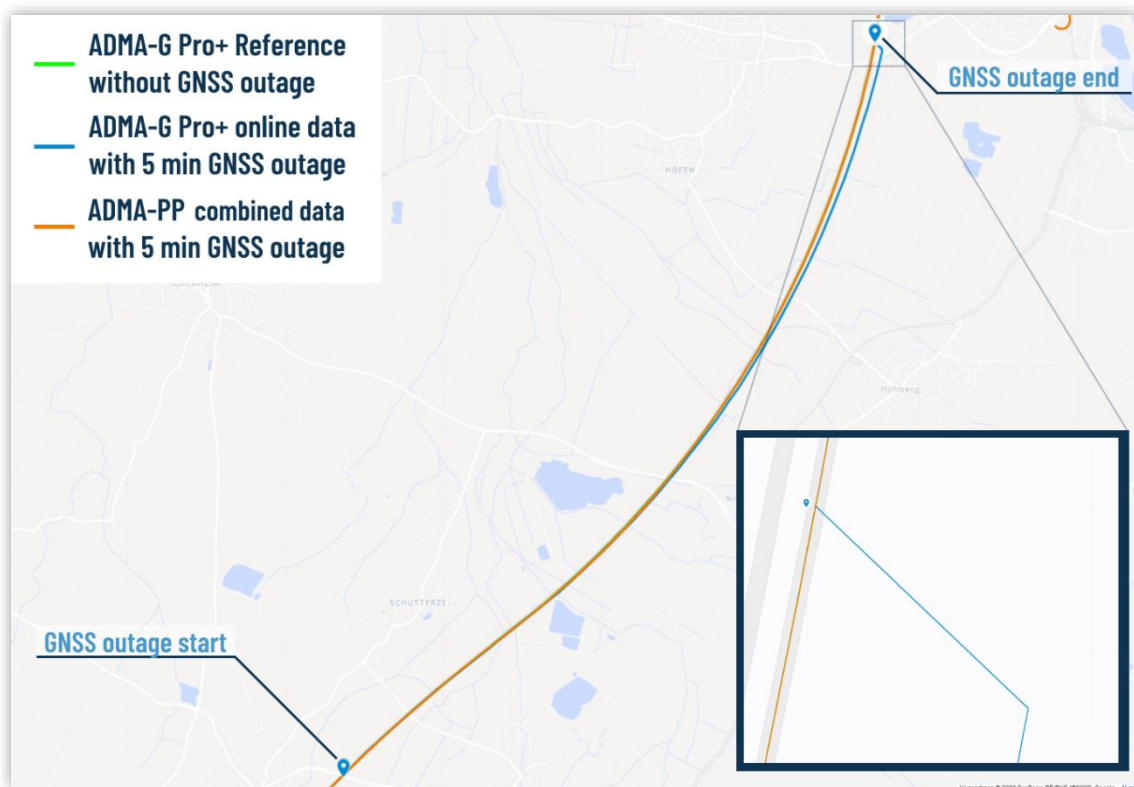 ADMA-G Pro+ Reference
without GNSS outage
ADMA-G Pro+ online data
with 5 min GNSS outage
ADMA-PP combined data
with 5 min GNSS outage
GNSS outage end
HÖFEN
Hohberg
SCHUTTERZELL
GNSS outage start